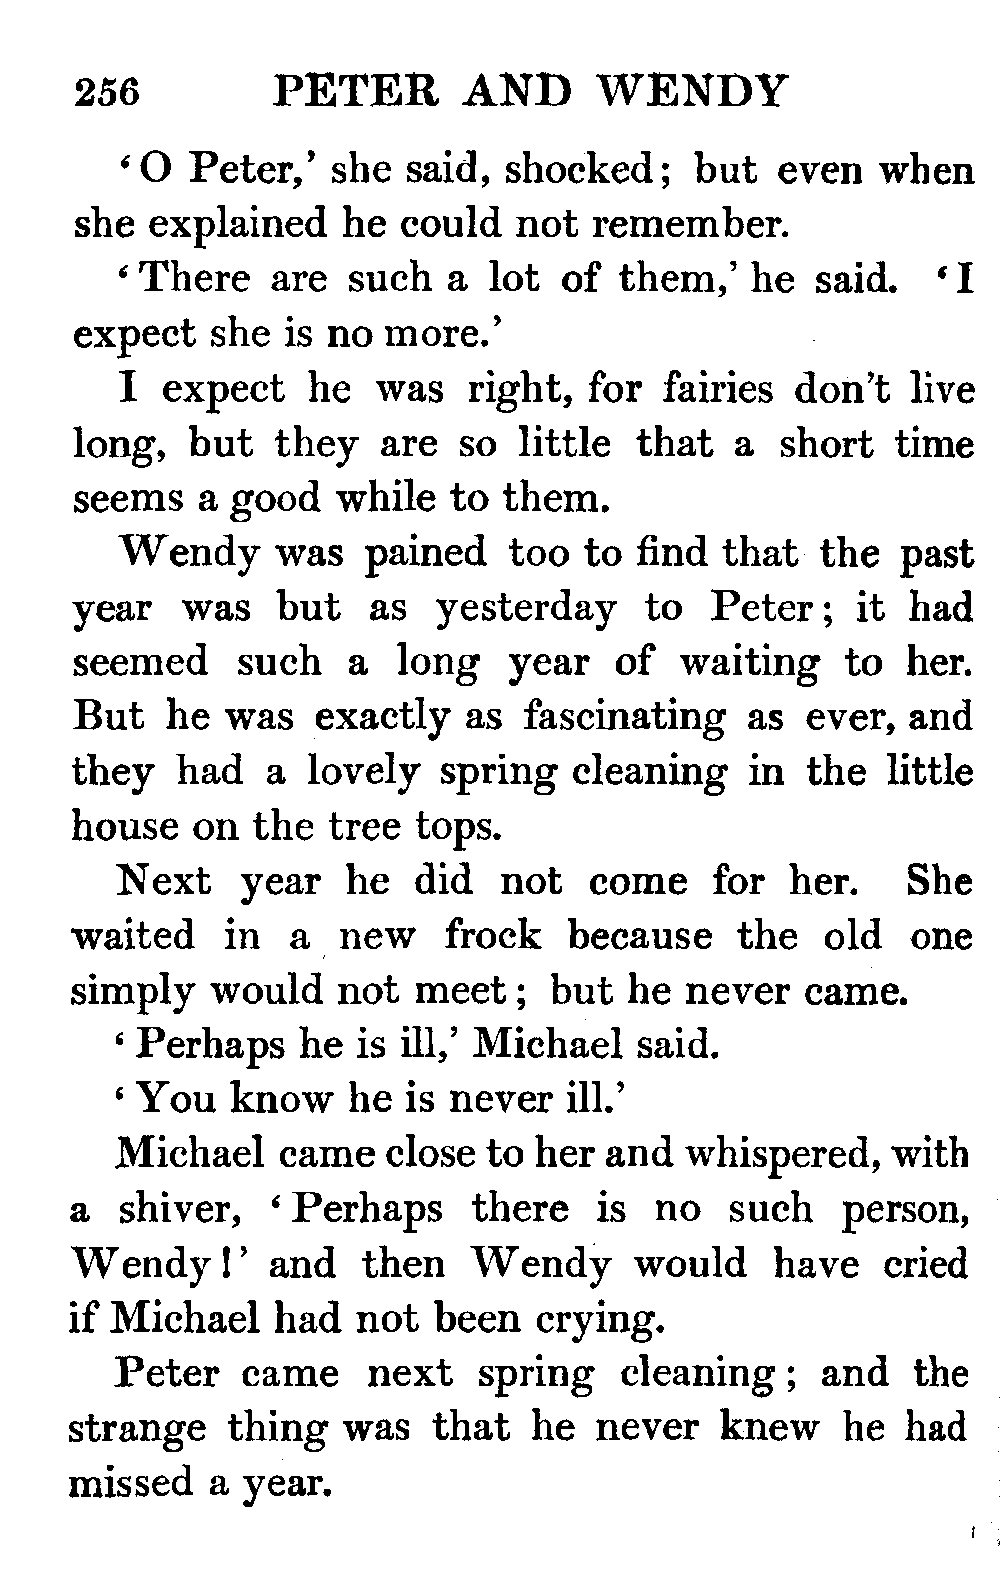 256 PETER AND WENDY
‘O Peter,’ she said, shocked; but even when
she explained he could not remember.
‘There are such a lot of them,’ he said. ‘I
expect she is no more.’
I expect he was right, for fairies don’t live
long, but they are so little that a short time
seems a good while to them.
Wendy was pained too to find that the past
year was but as yesterday to Peter; it had
seemed such a long year of waiting to her.
But he was exactly as fascinating as ever, and
they had a lovely spring cleaning in the little
house on the tree tops.
Next year he did not come for her. She
waited in a new frock because the old one
simply would not meet; but he never came.
‘Perhaps he is ill,’ Michael said.
‘You know he is never ill.’
Michael came close to her and whispered, with
a shiver, ‘Perhaps there is no such person,
Wendy!’ and then Wendy would have cried
if Michael had not been crying.
Peter came next spring cleaning; and the
strange thing was that he never knew he had
missed a year.